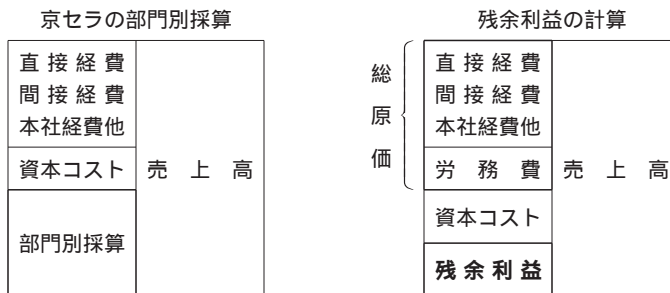 京セラの部門別採算
直接経費
間接経費
本社経費他
資本コスト
売上高
部門別採算
残余利益の計算
総原価
直接経費
間接経費
本社経費他
労務費
売上高
資本コスト
残余利益